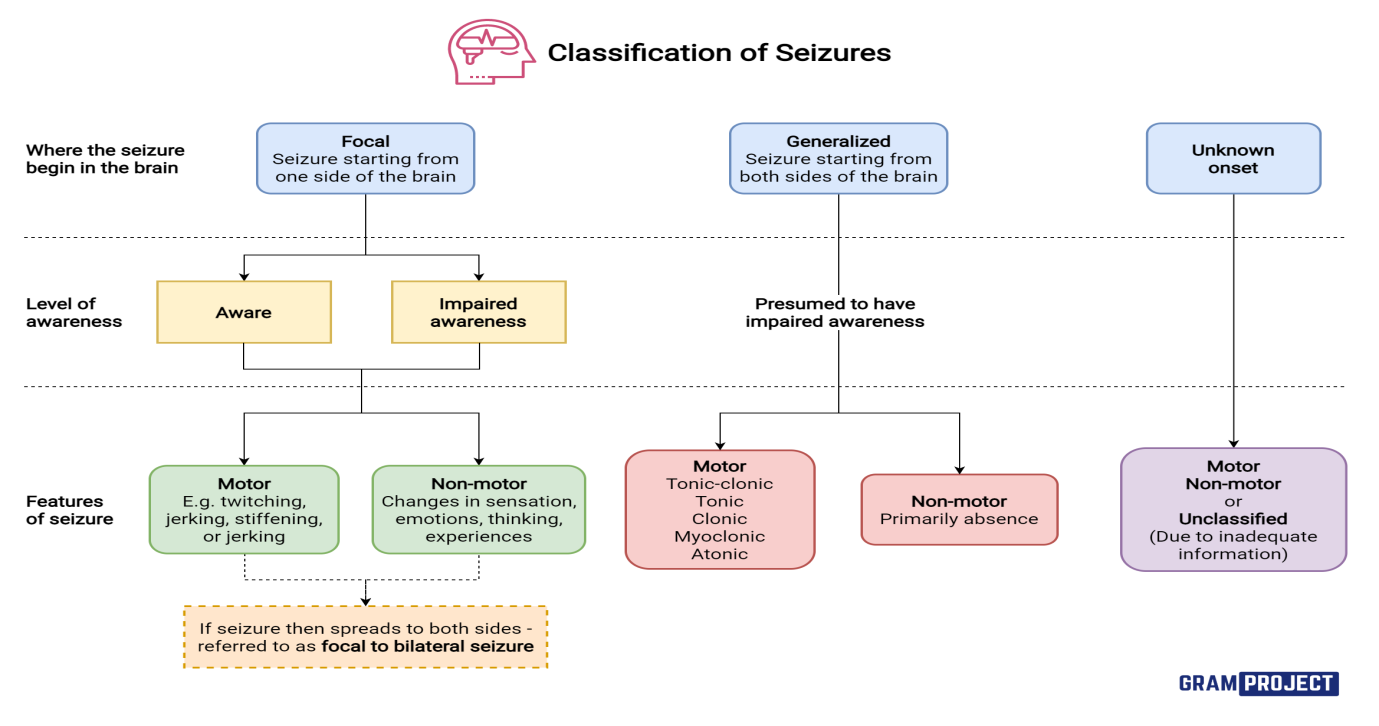 Classification of Seizures
Where the seizure
begin in the brain
Focal
Seizure starting from
one side of the brain
Generalized
Seizure starting from
both sides of the brain
Unknown
onset
Level of
awareness
Aware
Impaired
awareness
Presumed to have
impaired awareness
Features
of seizure
Motor
E.g. twitching,
jerking, stiffening,
or jerking
Non-motor
Changes in sensation,
emotions, thinking,
experiences
Motor
Tonic-clonic
Tonic
Clonic
Myoclonic
Atonic
Non-motor
Primarily absence
Motor
Non-motor
or
Unclassified
(Due to inadequate
information)
If seizure then spreads to both sides -
referred to as focal to bilateral seizure
GRAM PROJECT